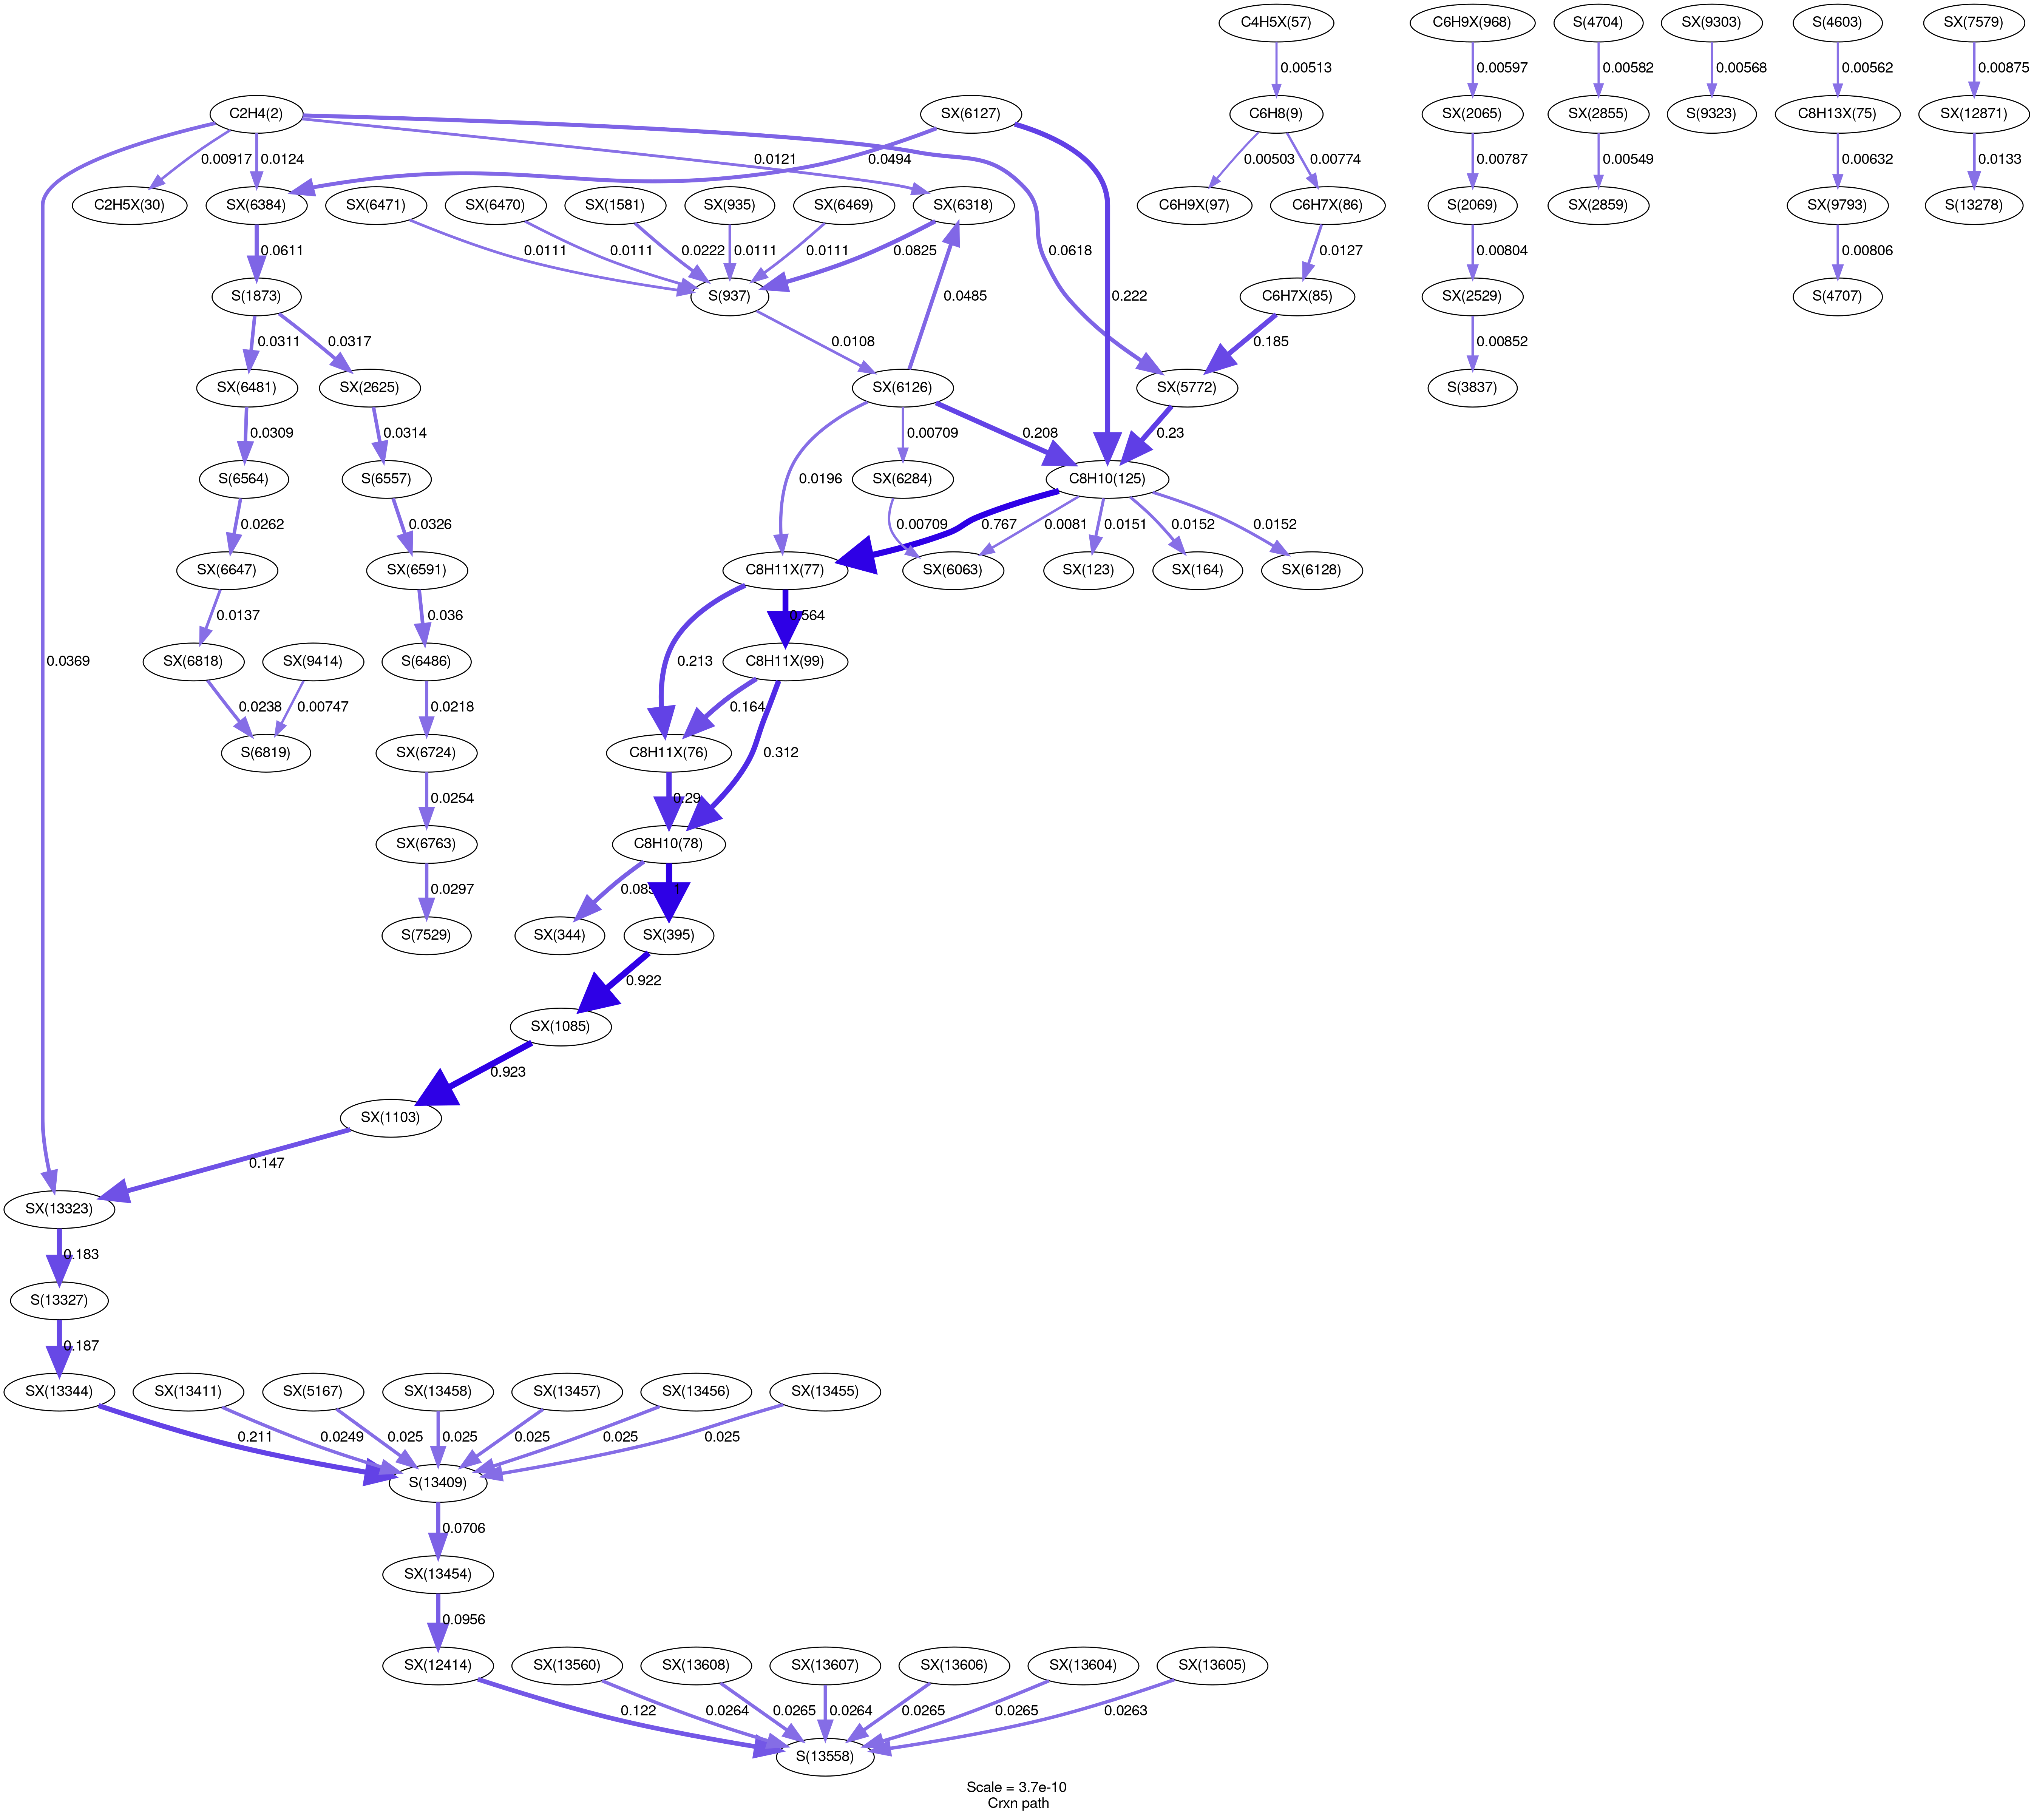 C4H5X(57)
C6H9X(968)
S(4704)
SX(9303)
S(4603)
SX(7579)
0.00513
0.00597
0.00582
0.00568
0.00562
0.00875
C2H4(2)
SX(6127)
C6H8(9)
SX(2065)
SX(2855)
S(9323)
C8H13X(75)
SX(12871)
0.00917
0.0124
0.0121
0.0494
0.00503
0.00774
0.00787
0.00549
0.00632
0.0133
C2H5X(30)
SX(6384)
SX(6471)
SX(6470)
SX(1581)
SX(935)
SX(6469)
SX(6318)
C6H9X(97)
C6H7X(86)
S(2069)
SX(2859)
SX(9793)
S(13278)
0.0611
0.0111
0.0111
0.0222
0.0111
0.0111
0.0825
0.0618
0.0127
0.00804
0.00806
S(1873)
S(937)
0.0485
0.222
C6H7X(85)
SX(2529)
S(4707)
0.0311
0.0317
0.0108
0.185
0.00852
SX(6481)
SX(2625)
SX(6126)
SX(5772)
S(3837)
0.0309
0.0314
0.00709
0.208
0.23
S(6564)
S(6557)
0.0196
SX(6284)
C8H10(125)
0.0262
0.0326
0.00709
0.767
0.0081
0.0151
0.0152
0.0152
SX(6647)
SX(6591)
C8H11X(77)
SX(6063)
SX(123)
SX(164)
SX(6128)
0.0137
0.036
0.564
0.0369
SX(6818)
SX(9414)
S(6486)
0.213
C8H11X(99)
0.0238
0.00747
0.0218
0.164
S(6819)
SX(6724)
C8H11X(76)
0.312
0.0254
0.29
SX(6763)
C8H10(78)
0.0297
1
S(7529)
SX(344)
SX(395)
0.922
SX(1085)
0.923
SX(1103)
0.147
SX(13323)
0.183
S(13327)
0.187
SX(13344)
SX(13411)
SX(5167)
SX(13458)
SX(13457)
SX(13456)
SX(13455)
0.211
0.0249
0.025
0.025
0.025
0.025
0.025
S(13409)
0.0706
SX(13454)
0.0956
SX(12414)
SX(13560)
SX(13608)
SX(13607)
SX(13606)
SX(13604)
SX(13605)
0.122
0.0264
0.0265
0.0264
0.0265
0.0265
0.0263
S(13558)
Scale = 3.7e-10
Crxn path